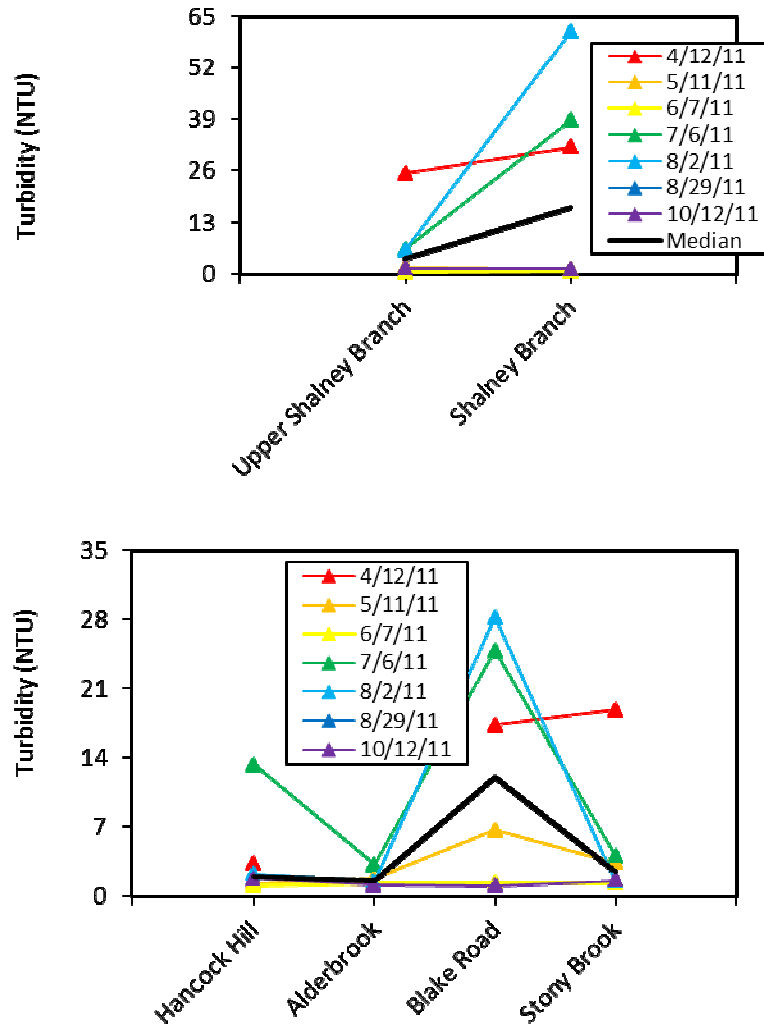 65
52
39
26
13
0
Turbidity (NTU)
4/12/11
5/11/11
6/7/11
7/6/11
8/2/11
8/29/11
10/12/11
Median
Upper Shalney Branch
Shalney Branch
35
28
21
14
7
0
Turbidity (NTU)
4/12/11
5/11/11
6/7/11
7/6/11
8/2/11
8/29/11
10/12/11
Hancock Hill
Alderbrook
Blake Road
Stony Brook